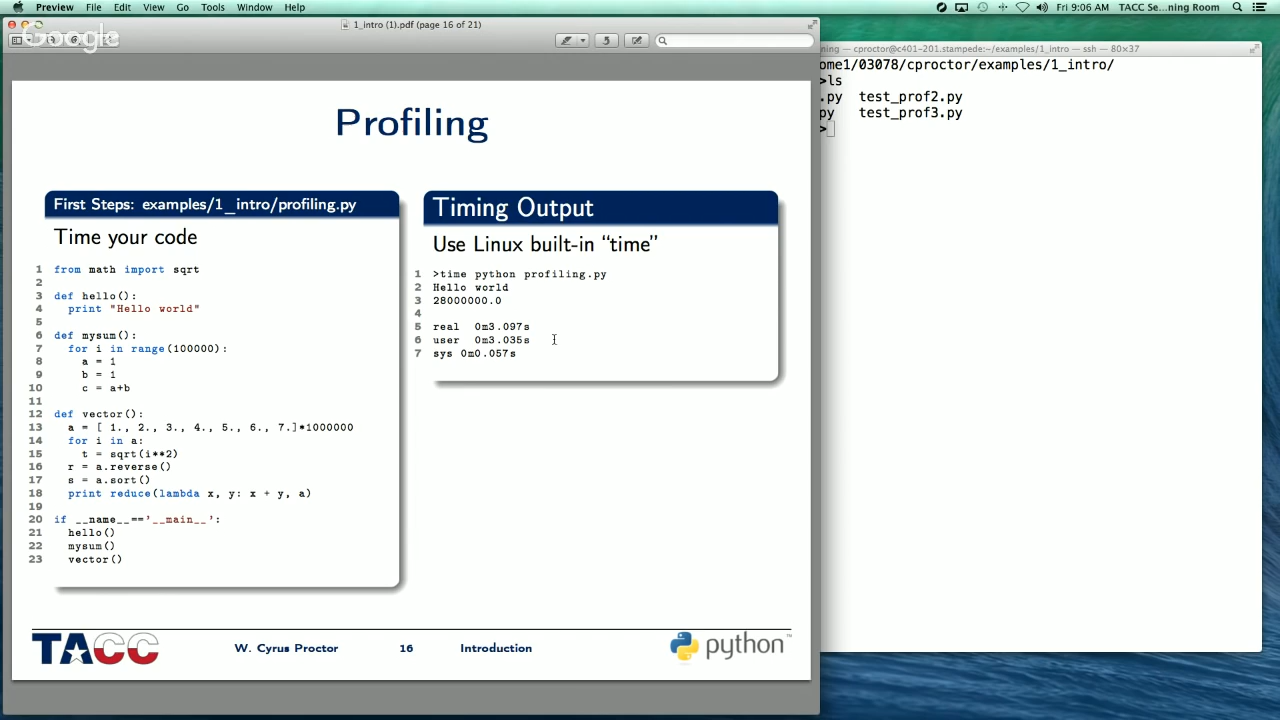 Preview File Edit View Go Tools Window Help
Fri 9:06 AM TACC Se...ning Room
1_intro (1).pdf (page 16 of 21)
Google
Profiling
First Steps: examples/1_intro/profiling.py
Time your code
1 from math import sqrt
2
3 def hello():
4 print "Hello world"
5
6 def mysum():
7 for i in range(100000):
8 a = 1
9 b = 1
10 c = a+b
11
12 def vector():
13 a = [ 1., 2., 3., 4., 5., 6., 7.]*1000000
14 for i in a:
15 t = sqrt(i**2)
16 r = a.reverse()
17 s = a.sort()
18 print reduce(lambda x, y: x + y, a)
19
20 if __name__=='__main__':
21 hello()
22 mysum()
23 vector()
Timing Output
Use Linux built-in “time”
1 >time python profiling.py
2 Hello world
3 28000000.0
4
5 real 0m3.097s
6 user 0m3.035s
7 sys 0m0.057s
TACC
W. Cyrus Proctor 16 Introduction
python™
ning — cproctor@c401-201.stampede:~/examples/1_intro — ssh — 80×37
ome1/03078/cproctor/examples/1_intro/
>ls
.py test_prof2.py
py test_prof3.py
>